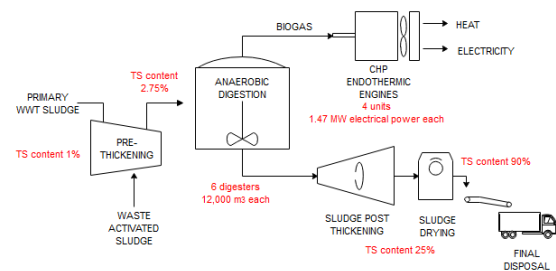 BIOGAS
HEAT
ELECTRICITY
CHP
ENDOTHERMIC
ENGINES
4 units
1.47 MW electrical power each
TS content
2.75%
ANAEROBIC
DIGESTION
PRIMARY
WWT SLUDGE
TS content 1%
PRE-
THICKENING
WASTE
ACTIVATED
SLUDGE
6 digesters
12,000 m3 each
SLUDGE POST
THICKENING
TS content 25%
SLUDGE
DRYING
TS content 90%
FINAL
DISPOSAL